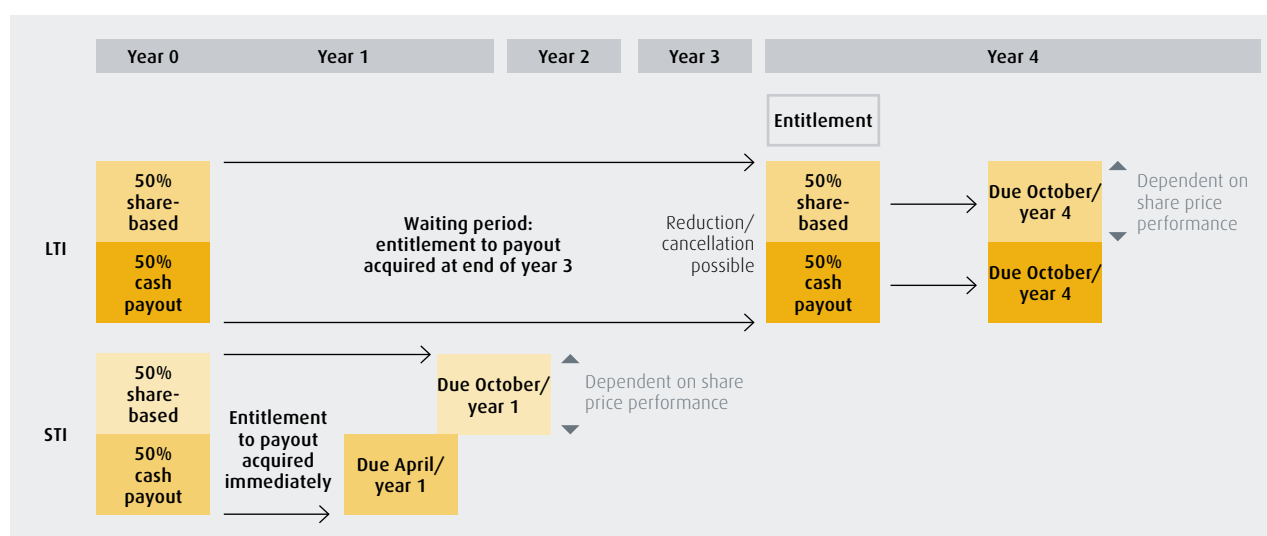 Year 0
Year 1
Year 2
Year 3
Year 4
Entitlement
LTI
50%
share-
based
50%
cash
payout
Waiting period:
entitlement to payout
acquired at end of year 3
Reduction/
cancellation
possible
50%
share-
based
50%
cash
payout
Due October/
year 4
Due October/
year 4
Dependent on
share price
performance
STI
50%
share-
based
50%
cash
payout
Entitlement
to payout
acquired
immediately
Due October/
year 1
Due April/
year 1
Dependent on share
price performance